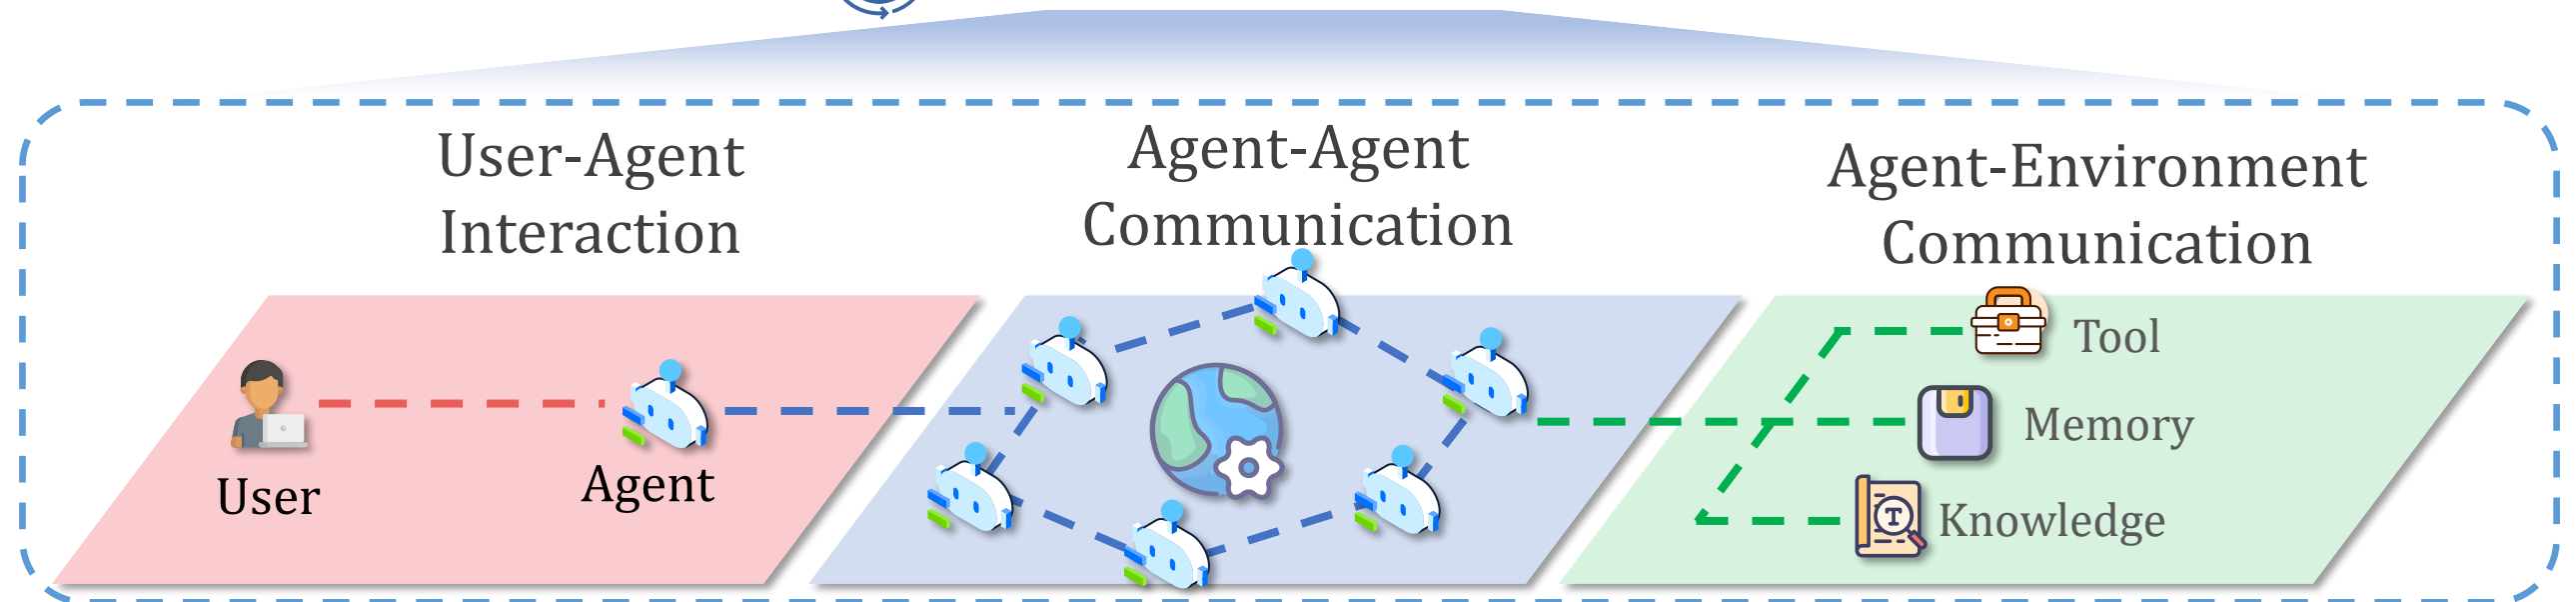 User-Agent
Interaction
Agent-Agent
Communication
Agent-Environment
Communication
User
Agent
Tool
Memory
Knowledge
T